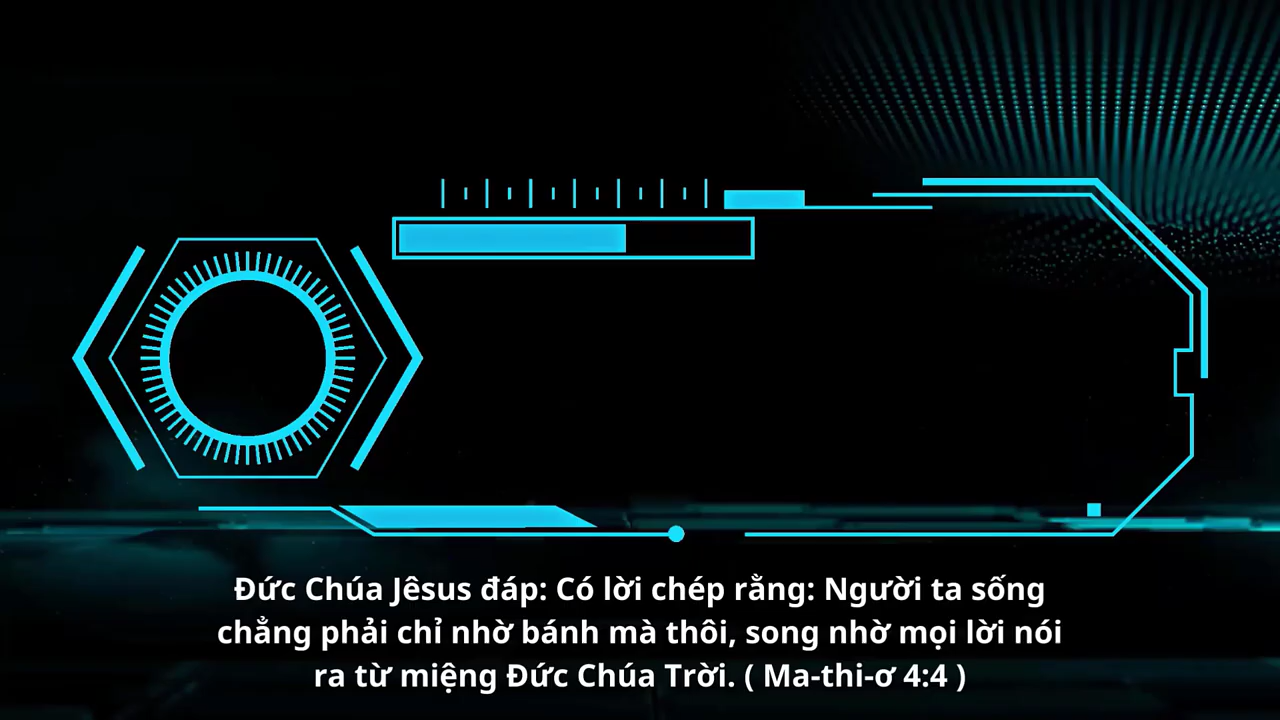 Đức Chúa Jêsus đáp: Có lời chép rằng: Người ta sống
chẳng phải chỉ nhờ bánh mà thôi, song nhờ mọi lời nói
ra từ miệng Đức Chúa Trời. ( Ma-thi-ơ 4:4 )